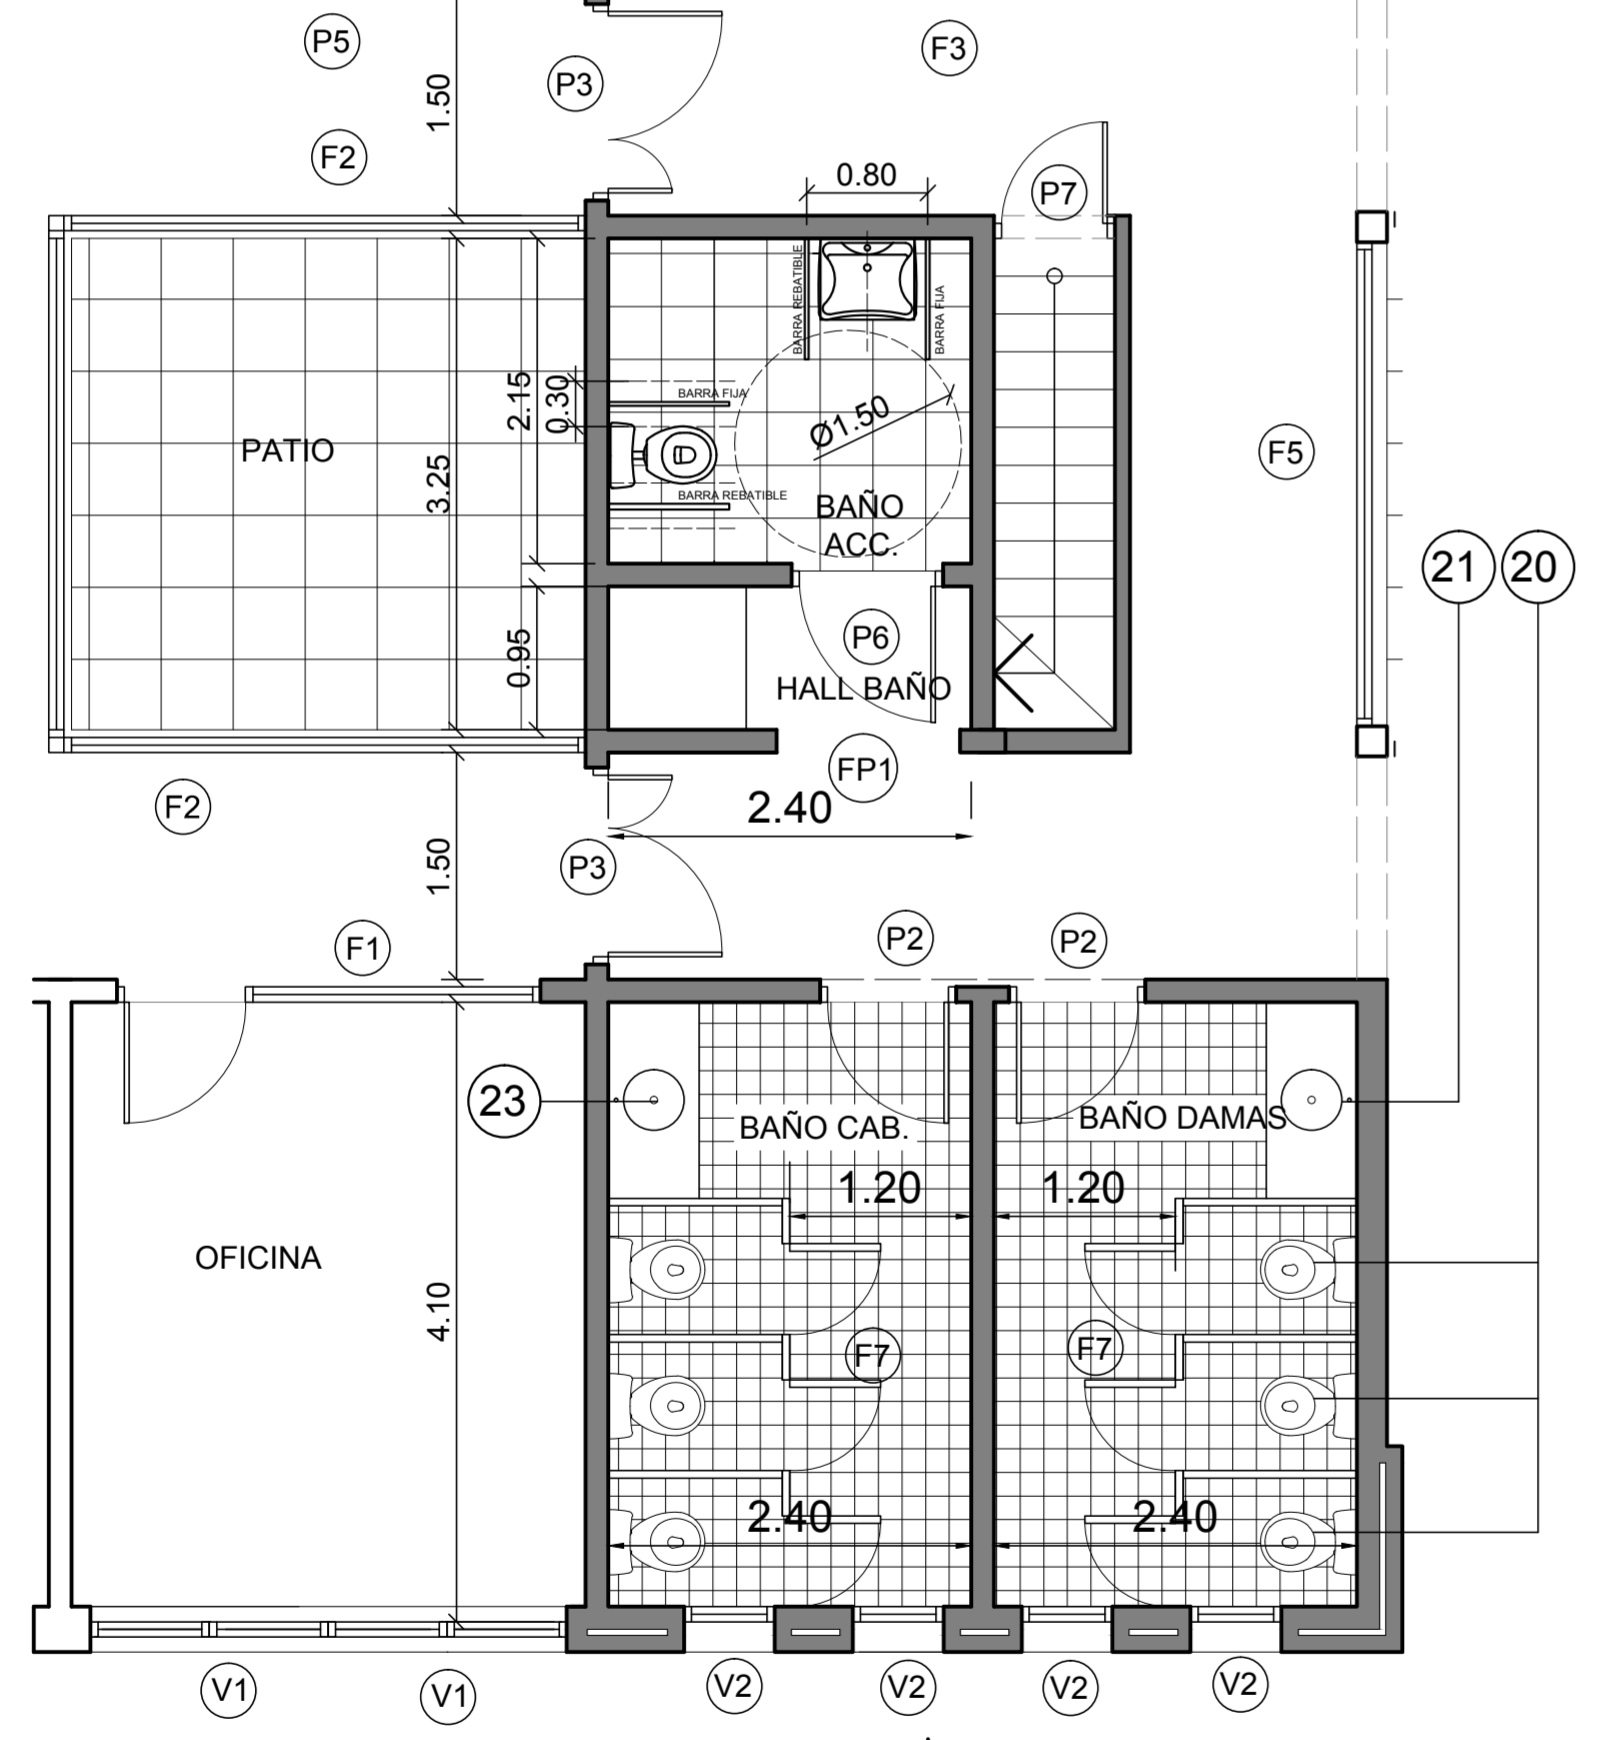 P5
F3
P3
1.50
F2
0.80
P7
BARRA REBATIBLE
BARRA FIJA
2.15
0.30
BARRA FIJA
Ø1.50
PATIO
3.25
F5
BARRA REBATIBLE
BAÑO
ACC.
21
20
0.95
P6
HALL BAÑO
FP1
F2
2.40
1.50
P3
F1
P2
P2
23
BAÑO CAB.
BAÑO DAMAS
1.20
1.20
OFICINA
4.10
F7
F7
2.40
2.40
V1
V1
V2
V2
V2
V2